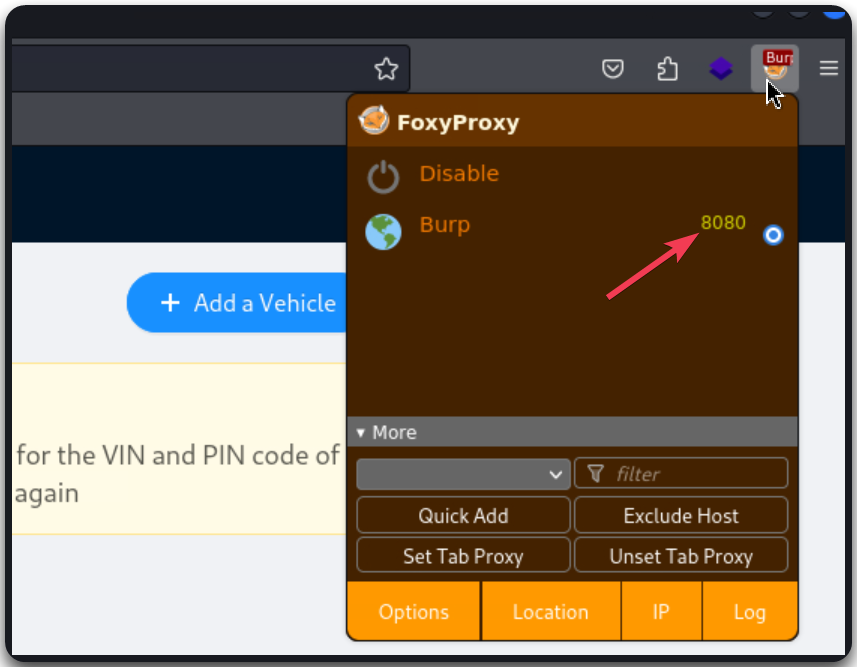 Burp
FoxyProxy
Disable
Burp
8080
+ Add a Vehicle
▾ More
for the VIN and PIN code of
again
filter
Quick Add
Exclude Host
Set Tab Proxy
Unset Tab Proxy
Options
Location
IP
Log